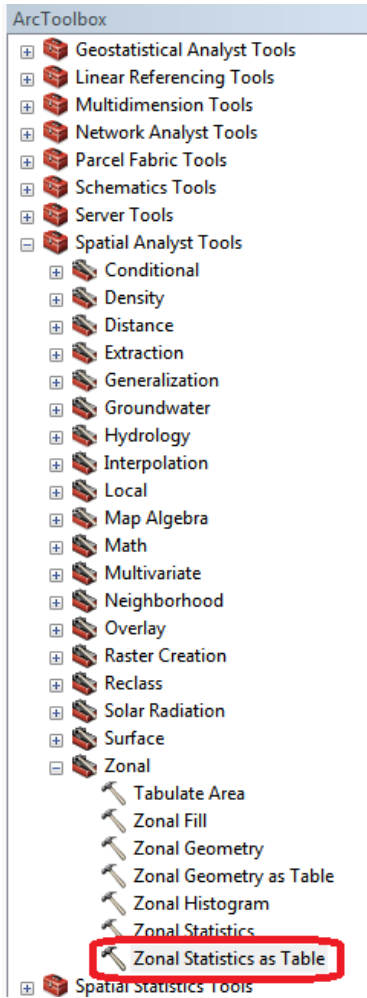 ArcToolbox
Geostatistical Analyst Tools
Linear Referencing Tools
Multidimension Tools
Network Analyst Tools
Parcel Fabric Tools
Schematics Tools
Server Tools
Spatial Analyst Tools
Conditional
Density
Distance
Extraction
Generalization
Groundwater
Hydrology
Interpolation
Local
Map Algebra
Math
Multivariate
Neighborhood
Overlay
Raster Creation
Reclass
Solar Radiation
Surface
Zonal
Tabulate Area
Zonal Fill
Zonal Geometry
Zonal Geometry as Table
Zonal Histogram
Zonal Statistics
Zonal Statistics as Table
Spatial Statistics Tools